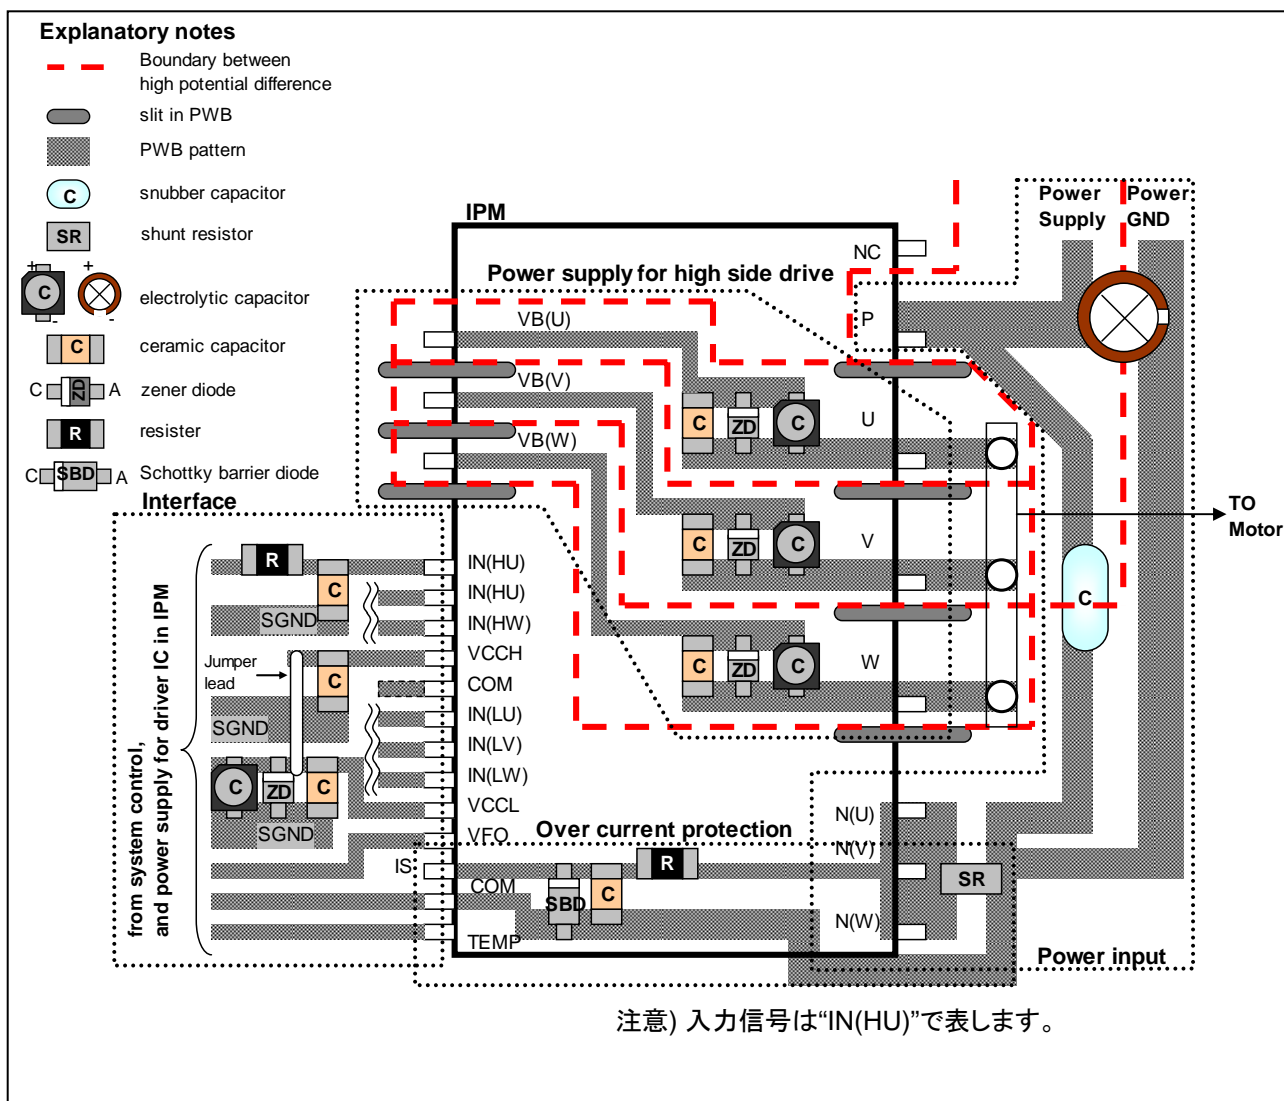 Explanatory notes
Boundary between
high potential difference
slit in PWB
PWB pattern
C
snubber capacitor
SR
shunt resistor
+
+
C
electrolytic capacitor
-
-
C
ceramic capacitor
C
ZD
A
zener diode
R
resister
C
SBD
A
Schottky barrier diode
Interface
IPM
Power supply for high side drive
NC
P
Power
Supply
Power
GND
VB(U)
VB(V)
VB(W)
C
ZD
C
U
C
ZD
C
V
C
ZD
C
W
TO
Motor
C
from system control,
and power supply for driver IC in IPM
R
C
SGND
Jumper
lead
C
SGND
C
ZD
C
SGND
IN(HU)
IN(HU)
IN(HW)
VCCH
COM
IN(LU)
IN(LV)
IN(LW)
VCCL
VFO
IS
COM
TEMP
Over current protection
R
SBD
C
N(U)
N(V)
N(W)
SR
Power input
注意) 入力信号は“IN(HU)”で表します。